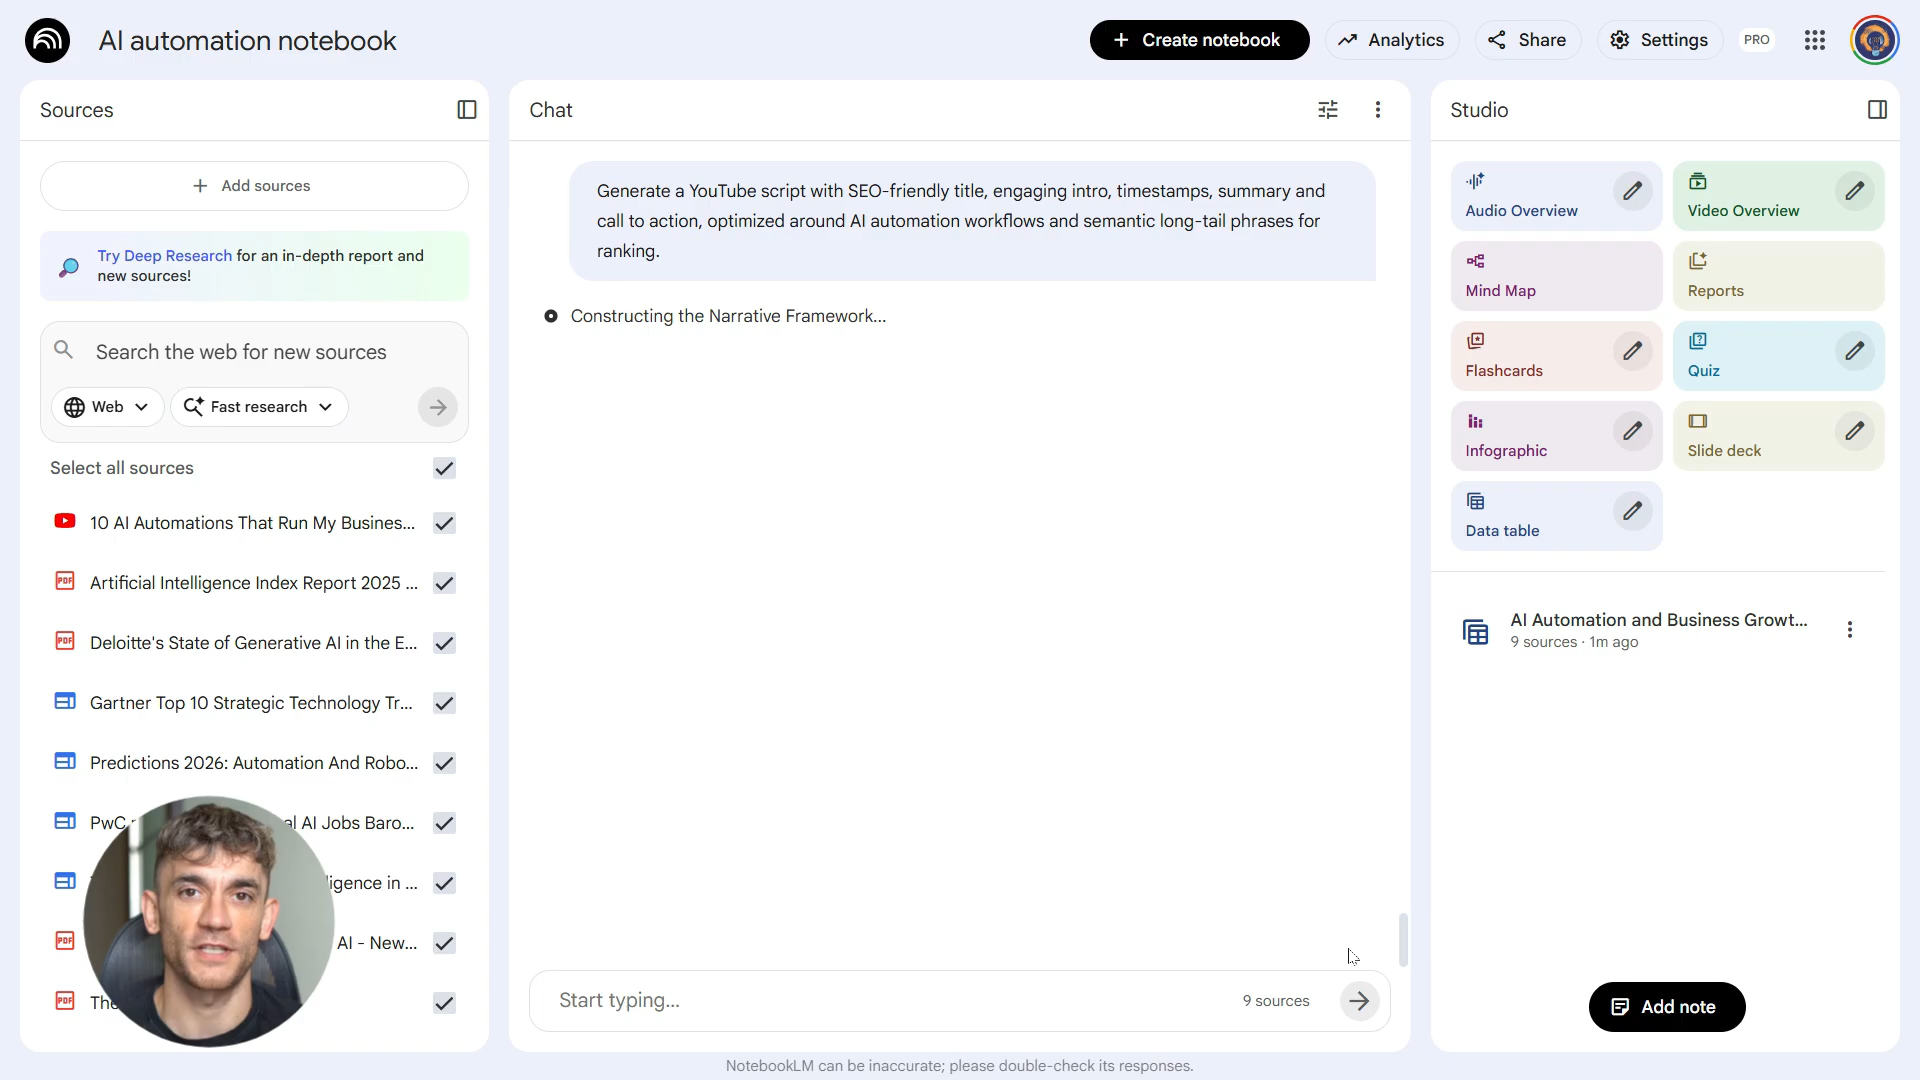 AI automation notebook
Create notebook
Analytics
Share
Settings
PRO
Sources
Add sources
Try Deep Research for an in-depth report and
new sources!
Search the web for new sources
Web
Fast research
Select all sources
10 AI Automations That Run My Busines...
Artificial Intelligence Index Report 2025 ...
Deloitte's State of Generative AI in the E...
Gartner Top 10 Strategic Technology Tr...
Predictions 2026: Automation And Robo...
PwC al AI Jobs Baro...
ligence in ...
AI - New...
The
Chat
Generate a YouTube script with SEO-friendly title, engaging intro, timestamps, summary and
call to action, optimized around AI automation workflows and semantic long-tail phrases for
ranking.
Constructing the Narrative Framework...
Start typing...
9 sources
NotebookLM can be inaccurate; please double-check its responses.
Studio
Audio Overview
Video Overview
Mind Map
Reports
Flashcards
Quiz
Infographic
Slide deck
Data table
AI Automation and Business Growt...
9 sources · 1m ago
Add note